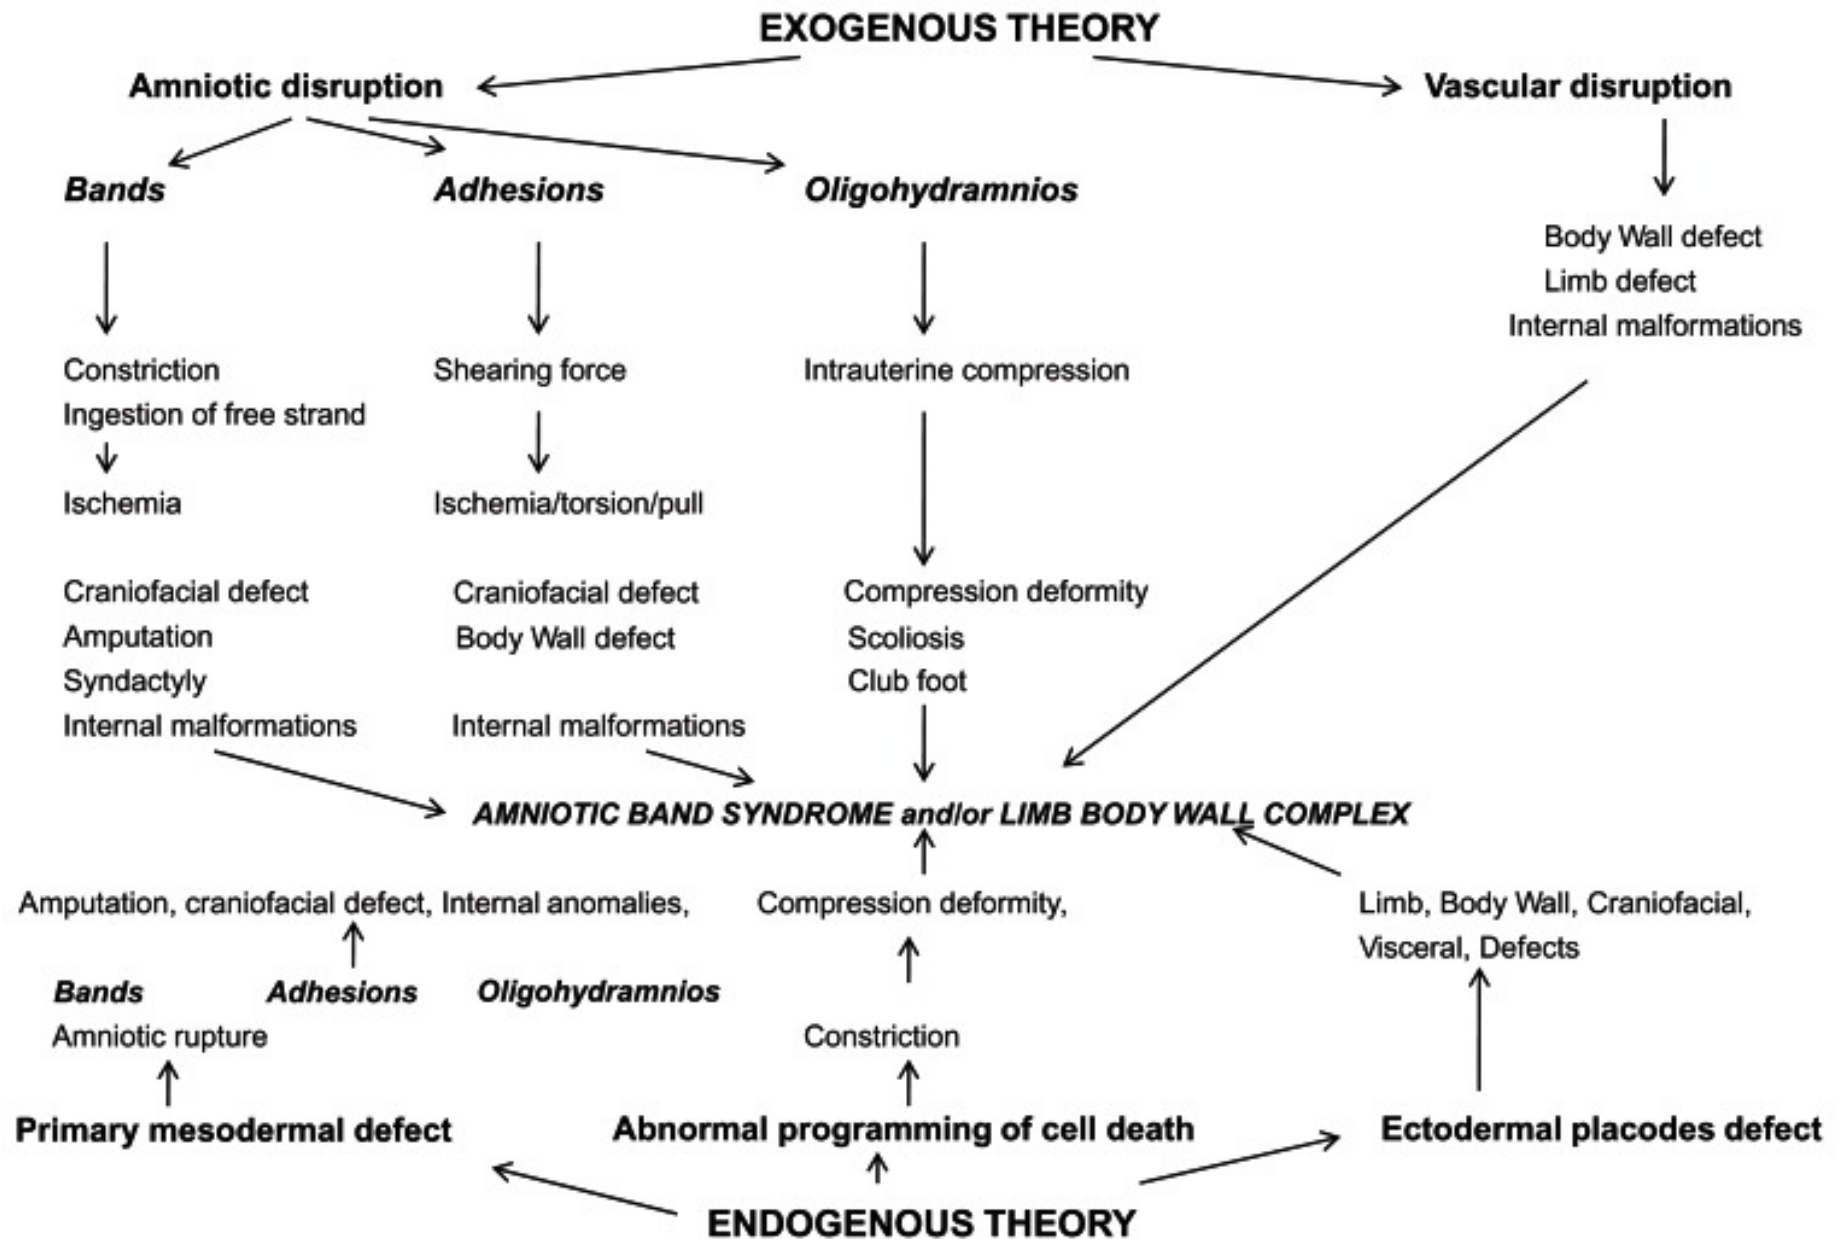 EXOGENOUS THEORY
Amniotic disruption
Vascular disruption
Bands
Adhesions
Oligohydramnios
Body Wall defect
Limb defect
Internal malformations
Constriction
Ingestion of free strand
Shearing force
Intrauterine compression
Ischemia
Ischemia/torsion/pull
Craniofacial defect
Amputation
Syndactyly
Internal malformations
Craniofacial defect
Body Wall defect
Internal malformations
Compression deformity
Scoliosis
Club foot
AMNIOTIC BAND SYNDROME and/or LIMB BODY WALL COMPLEX
Amputation, craniofacial defect, Internal anomalies,
Compression deformity,
Limb, Body Wall, Craniofacial,
Visceral, Defects
Bands
Adhesions
Oligohydramnios
Amniotic rupture
Constriction
Primary mesodermal defect
Abnormal programming of cell death
Ectodermal placodes defect
ENDOGENOUS THEORY